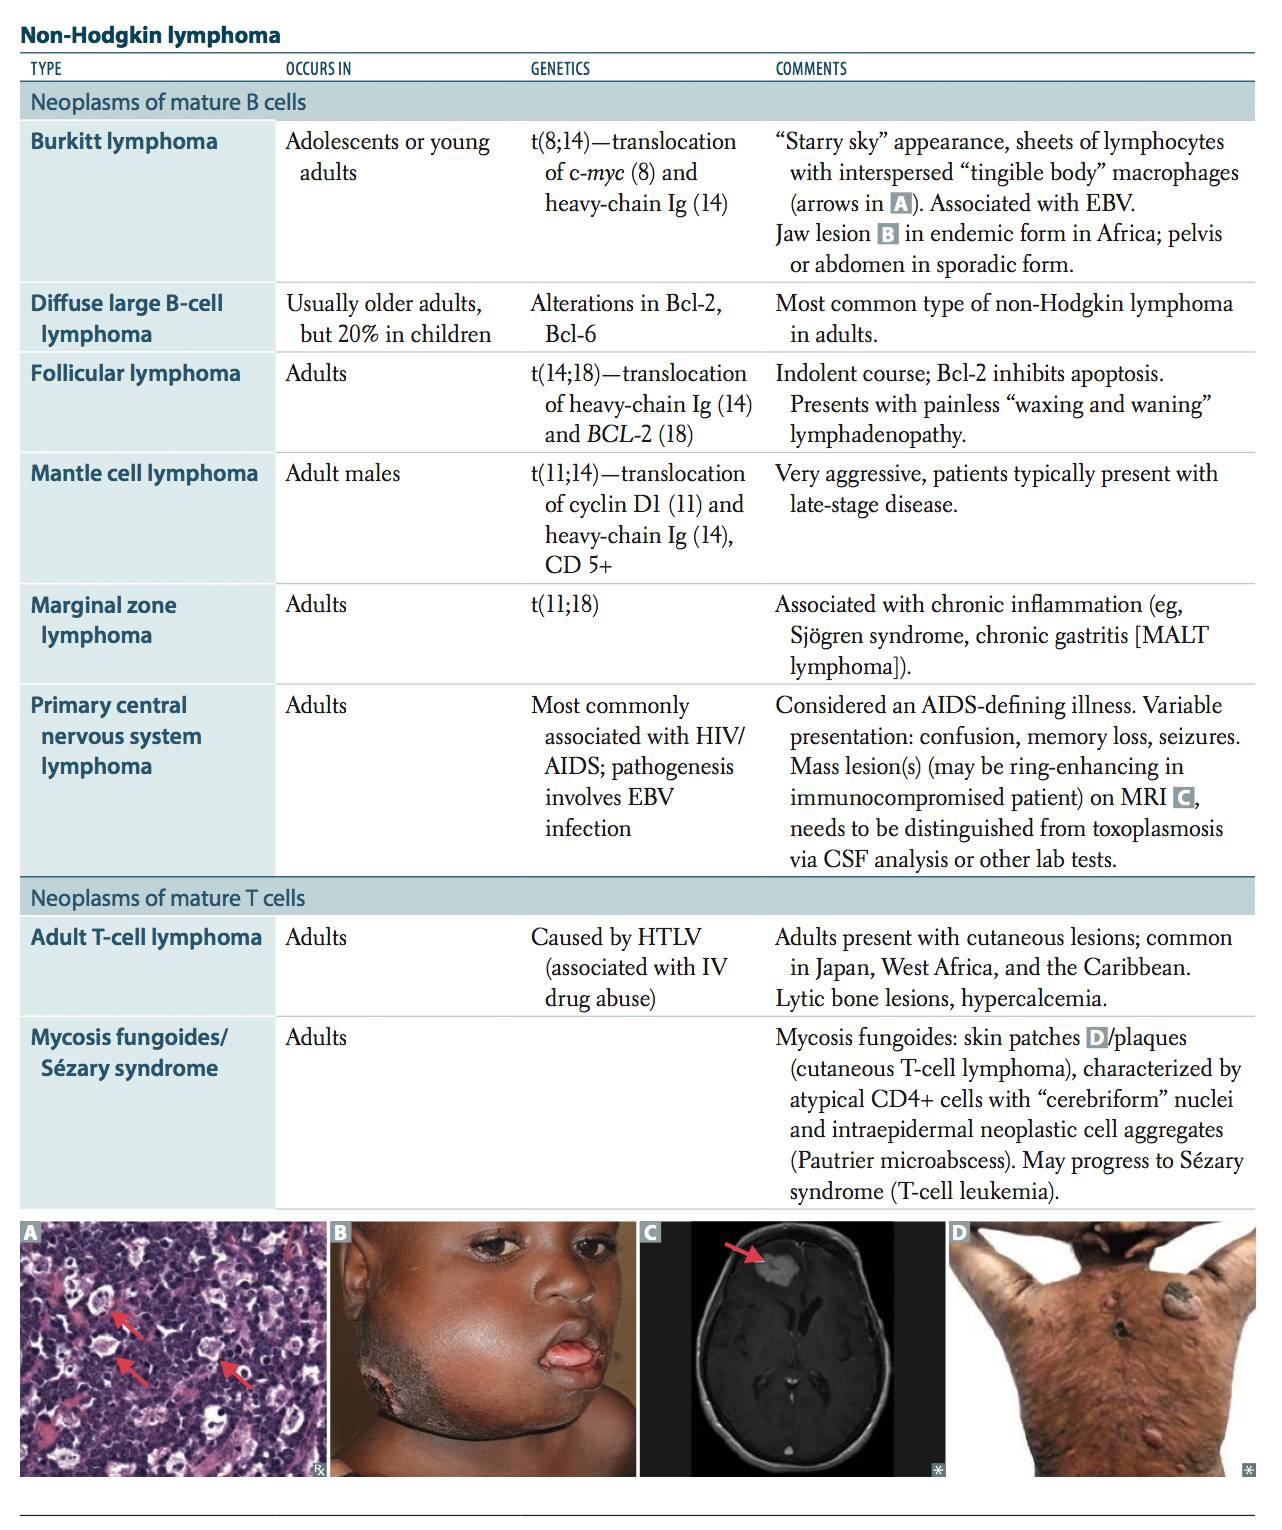 Non-Hodgkin lymphoma
TYPE OCCURS IN GENETICS COMMENTS
Neoplasms of mature B cells
Burkitt lymphoma
Adolescents or young
adults
t(8;14)—translocation
of c-myc (8) and
heavy-chain Ig (14)
“Starry sky” appearance, sheets of lymphocytes
with interspersed “tingible body” macrophages
(arrows in A). Associated with EBV.
Jaw lesion B in endemic form in Africa; pelvis
or abdomen in sporadic form.
Diffuse large B-cell
lymphoma
Usually older adults,
but 20% in children
Alterations in Bcl-2,
Bcl-6
Most common type of non-Hodgkin lymphoma
in adults.
Follicular lymphoma
Adults
t(14;18)—translocation
of heavy-chain Ig (14)
and BCL-2 (18)
Indolent course; Bcl-2 inhibits apoptosis.
Presents with painless “waxing and waning”
lymphadenopathy.
Mantle cell lymphoma
Adult males
t(11;14)—translocation
of cyclin D1 (11) and
heavy-chain Ig (14),
CD 5+
Very aggressive, patients typically present with
late-stage disease.
Marginal zone
lymphoma
Adults
t(11;18)
Associated with chronic inflammation (eg,
Sjögren syndrome, chronic gastritis [MALT
lymphoma]).
Primary central
nervous system
lymphoma
Adults
Most commonly
associated with HIV/
AIDS; pathogenesis
involves EBV
infection
Considered an AIDS-defining illness. Variable
presentation: confusion, memory loss, seizures.
Mass lesion(s) (may be ring-enhancing in
immunocompromised patient) on MRI C,
needs to be distinguished from toxoplasmosis
via CSF analysis or other lab tests.
Neoplasms of mature T cells
Adult T-cell lymphoma
Adults
Caused by HTLV
(associated with IV
drug abuse)
Adults present with cutaneous lesions; common
in Japan, West Africa, and the Caribbean.
Lytic bone lesions, hypercalcemia.
Mycosis fungoides/
Sézary syndrome
Adults
Mycosis fungoides: skin patches D/plaques
(cutaneous T-cell lymphoma), characterized by
atypical CD4+ cells with “cerebriform” nuclei
and intraepidermal neoplastic cell aggregates
(Pautrier microabscess). May progress to Sézary
syndrome (T-cell leukemia).
A B C D
℞ * *